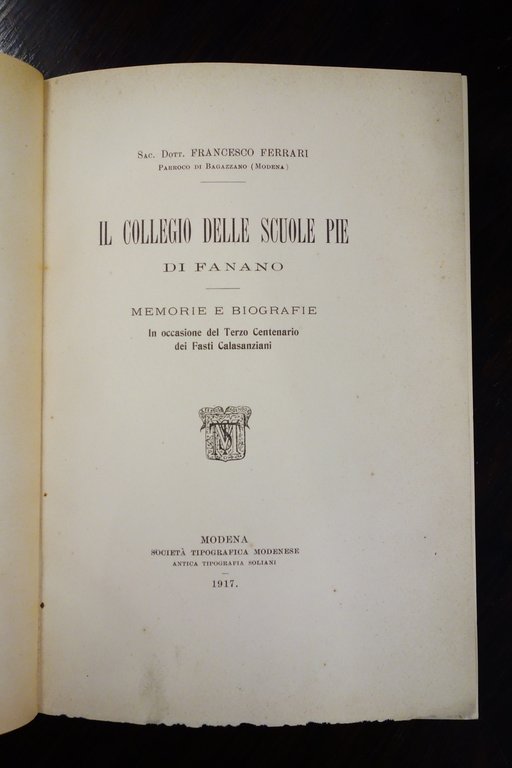 Sac. Dott. FRANCESCO FERRARI
Parroco di Bagazzano (Modena)
IL COLLEGIO DELLE SCUOLE PIE
DI FANANO
MEMORIE E BIOGRAFIE
In occasione del Terzo Centenario
dei Fasti Calasanziani
MODENA
SOCIETÀ TIPOGRAFICA MODENESE
ANTICA TIPOGRAFIA SOLIANI
1917.